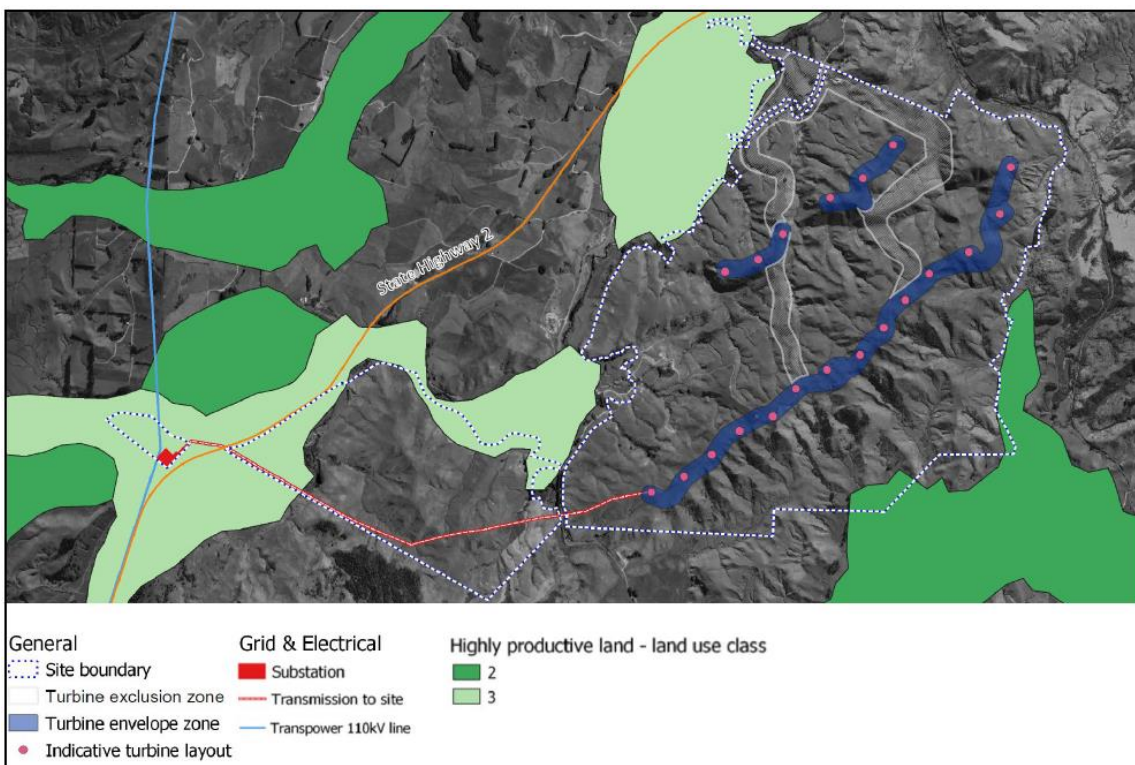 State Highway 2
General
Site boundary
Turbine exclusion zone
Turbine envelope zone
Indicative turbine layout
Grid & Electrical
Substation
Transmission to site
Transpower 110kV line
Highly productive land - land use class
2
3